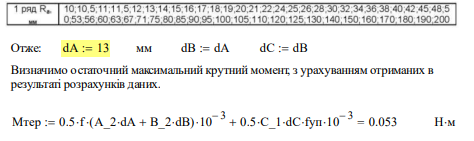 1 ряд Rₐ, 10;10,5;11;11,5;12;13;14;15;16;17;18;19;20;21;22;24;25;26;28;30;32;34;36;38;40;42;45;48,5
мм 0;53;56;60;63;67;71;75;80;85;90;95;100;105;110;120;125;130;140;150;160;170;180;190;200
Отже: dA := 13 мм dB := dA dC := dB
Визначимо остаточний максимальний крутний момент, з урахуванням отриманих в
результаті розрахунків даних.
Мтер := 0.5·f·(A_2·dA + B_2·dB)·10⁻³ + 0.5·C_1·dC·fуп·10⁻³ = 0.053 Н·м